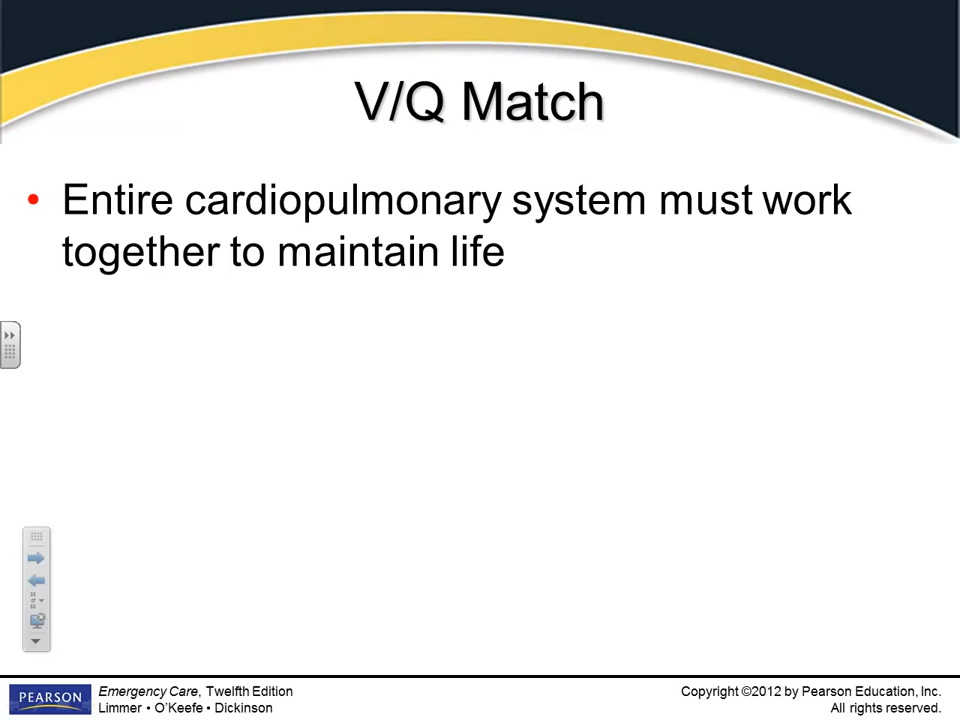 V/Q Match
• Entire cardiopulmonary system must work
together to maintain life
PEARSON
Emergency Care, Twelfth Edition
Limmer • O’Keefe • Dickinson
Copyright ©2012 by Pearson Education, Inc.
All rights reserved.